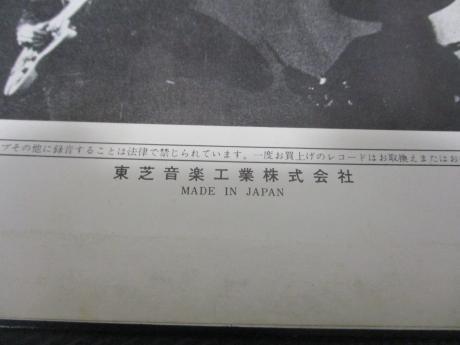 プその他に録音することは法律で禁じられています。一度お買上げのレコードはお取換えまたはお
東芝音楽工業株式会社
MADE IN JAPAN